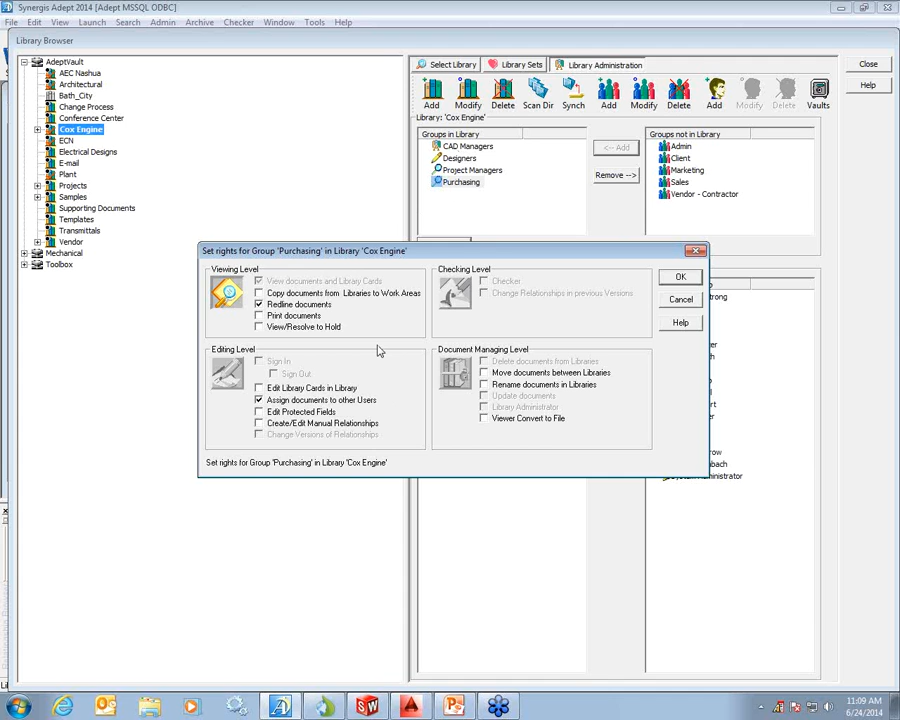 Synergis Adept 2014 [Adept MSSQL ODBC]
File Edit View Launch Search Admin Archive Checker Window Tools Help
Library Browser
AdeptVault
AEC Nashua
Architectural
Bath_City
Change Process
Conference Center
Cox Engine
ECN
Electrical Designs
E-mail
Plant
Projects
Samples
Supporting Documents
Templates
Transmittals
Vendor
Mechanical
Toolbox
Select Library Library Sets Library Administration
Add Modify Delete Scan Dir Synch Add Modify Delete Add Modify Delete Vaults
Library: 'Cox Engine'
Groups in Library
CAD Managers
Designers
Project Managers
Purchasing
<-- Add
Remove -->
Groups not in Library
Admin
Client
Marketing
Sales
Vendor - Contractor
Close
Help
Set rights for Group 'Purchasing' in Library 'Cox Engine'
Viewing Level
View documents and Library Cards
Copy documents from Libraries to Work Areas
Redline documents
Print documents
View/Resolve to Hold
Checking Level
Checker
Change Relationships in previous Versions
OK
Cancel
Help
Editing Level
Sign In
Sign Out
Edit Library Cards in Library
Assign documents to other Users
Edit Protected Fields
Create/Edit Manual Relationships
Change Versions of Relationships
Document Managing Level
Delete documents from Libraries
Move documents between Libraries
Rename documents in Libraries
Update documents
Library Administrator
Viewer Convert to File
Set rights for Group 'Purchasing' in Library 'Cox Engine'
System Administrator
11:09 AM
6/24/2014